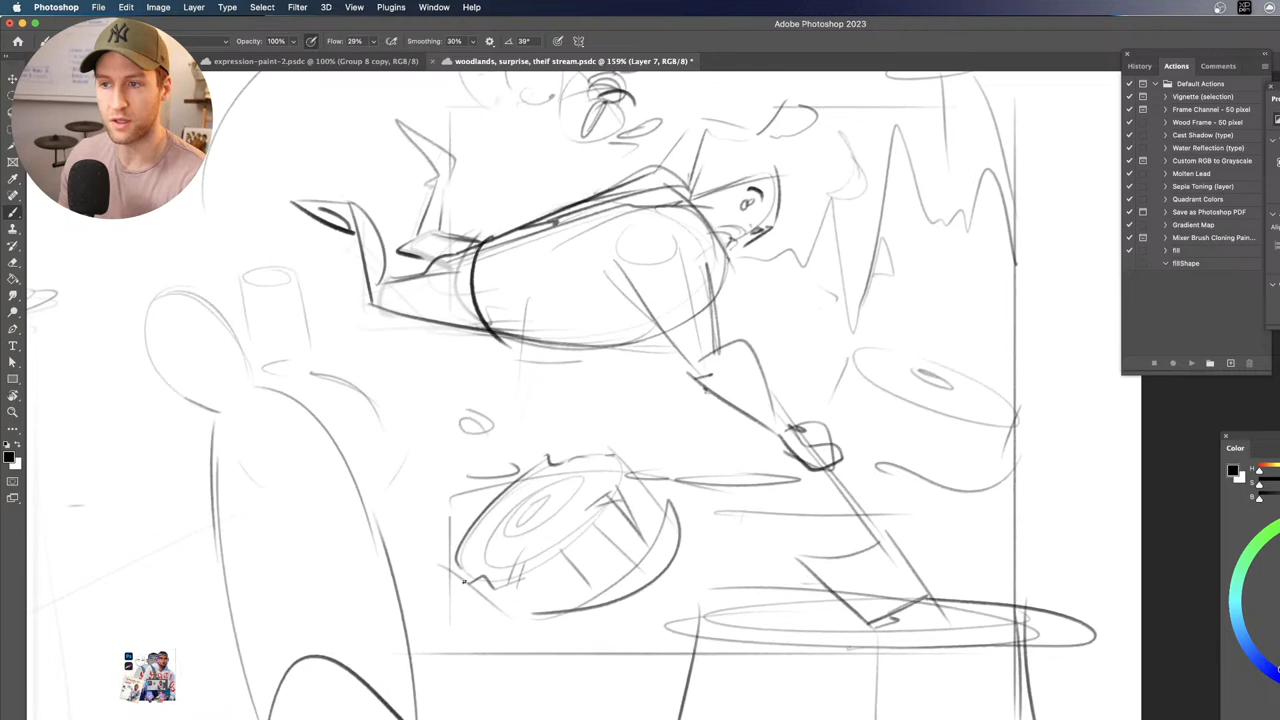 Photoshop File Edit Image Layer Type Select Filter 3D View Plugins Window Help
Adobe Photoshop 2023
Opacity: 100% Flow: 29% Smoothing: 30% 39°
expression-paint-2.psdc @ 100% (Group 8 copy, RGB/8)
woodlands, surprise, theif stream.psdc @ 159% (Layer 7, RGB/8) *
History Actions Comments
Default Actions
Vignette (selection)
Frame Channel - 50 pixel
Wood Frame - 50 pixel
Cast Shadow (type)
Water Reflection (type)
Custom RGB to Grayscale
Molten Lead
Sepia Toning (layer)
Quadrant Colors
Save as Photoshop PDF
Gradient Map
Mixer Brush Cloning Pain...
fill
fillShape
Color
H
S
B